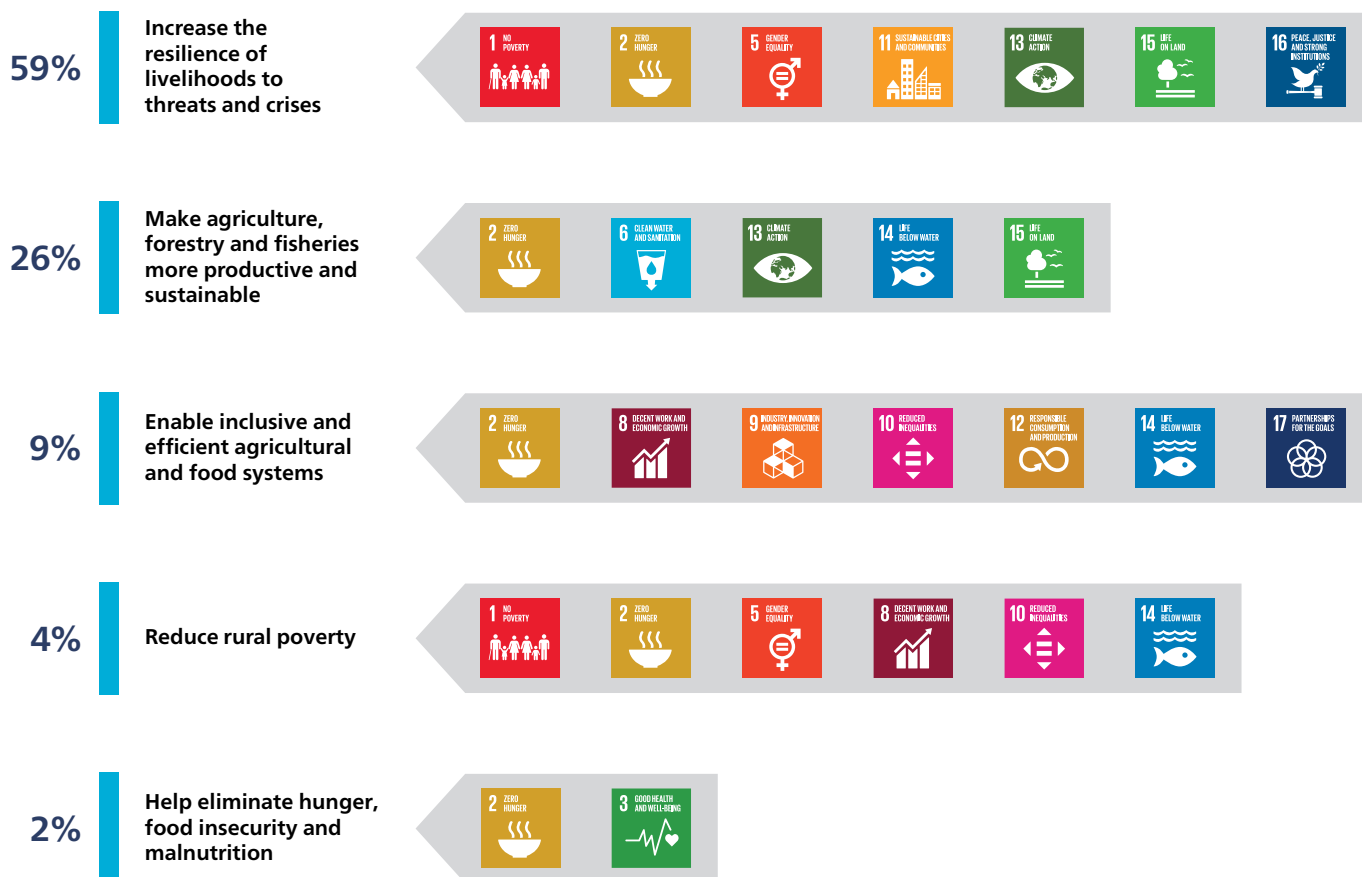 59%
Increase the
resilience of
livelihoods to
threats and crises
1 NO
POVERTY
2 ZERO
HUNGER
5 GENDER
EQUALITY
11 SUSTAINABLE CITIES
AND COMMUNITIES
13 CLIMATE
ACTION
15 LIFE
ON LAND
16 PEACE, JUSTICE
AND STRONG
INSTITUTIONS
26%
Make agriculture,
forestry and fisheries
more productive and
sustainable
2 ZERO
HUNGER
6 CLEAN WATER
AND SANITATION
13 CLIMATE
ACTION
14 LIFE
BELOW WATER
15 LIFE
ON LAND
9%
Enable inclusive and
efficient agricultural
and food systems
2 ZERO
HUNGER
8 DECENT WORK AND
ECONOMIC GROWTH
9 INDUSTRY, INNOVATION
AND INFRASTRUCTURE
10 REDUCED
INEQUALITIES
12 RESPONSIBLE
CONSUMPTION
AND PRODUCTION
14 LIFE
BELOW WATER
17 PARTNERSHIPS
FOR THE GOALS
4%
Reduce rural poverty
1 NO
POVERTY
2 ZERO
HUNGER
5 GENDER
EQUALITY
8 DECENT WORK AND
ECONOMIC GROWTH
10 REDUCED
INEQUALITIES
14 LIFE
BELOW WATER
2%
Help eliminate hunger,
food insecurity and
malnutrition
2 ZERO
HUNGER
3 GOOD HEALTH
AND WELL-BEING